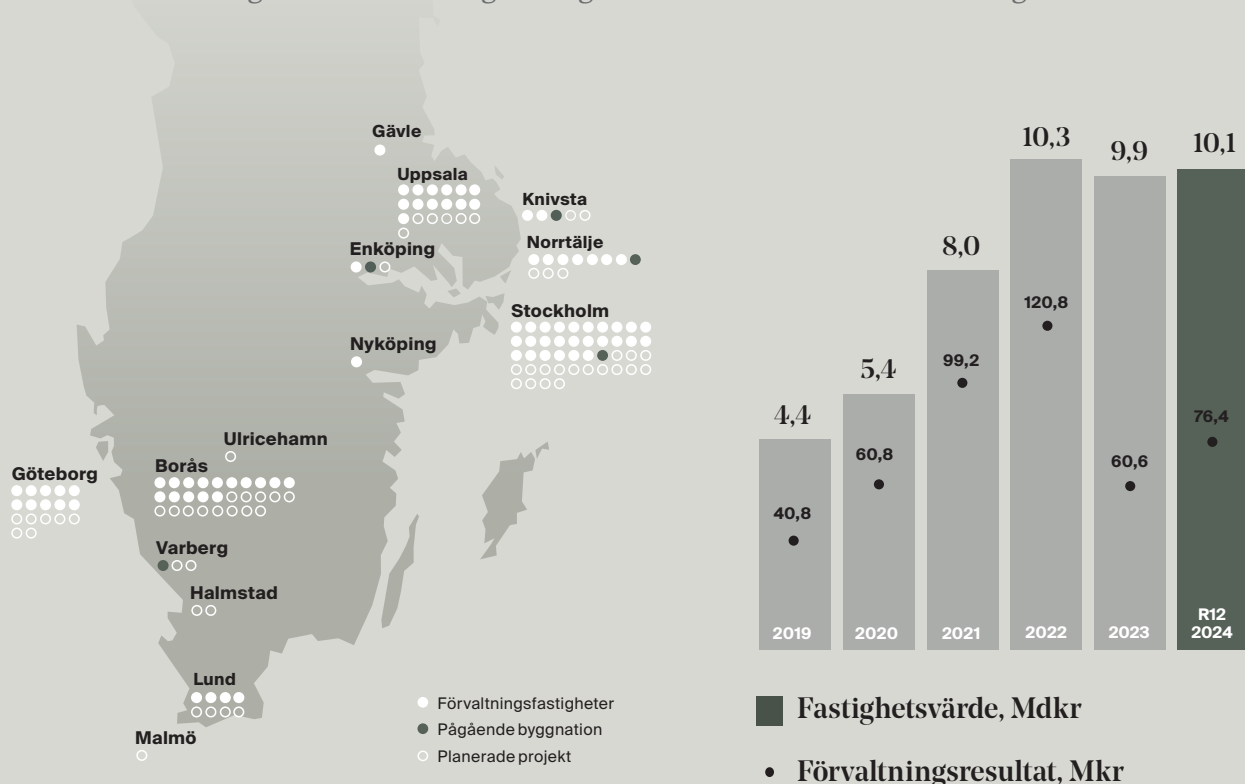 Gävle
Uppsala
Knivsta
Norrtälje
Enköping
Stockholm
Nyköping
Ulricehamn
Borås
Göteborg
Varberg
Halmstad
Lund
Malmö
Förvaltningsfastigheter
Pågående byggnation
Planerade projekt
4,4
5,4
8,0
10,3
9,9
10,1
40,8
60,8
99,2
120,8
60,6
76,4
2019
2020
2021
2022
2023
R12
2024
Fastighetsvärde, Mdkr
Förvaltningsresultat, Mkr